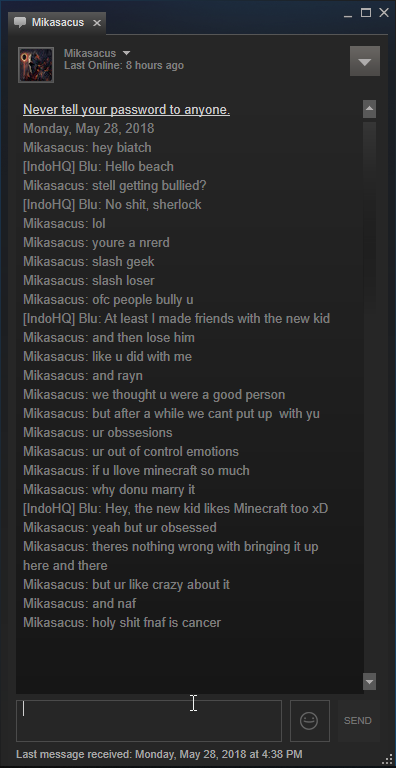 Mikasacus
Mikasacus
Last Online: 8 hours ago
Never tell your password to anyone.
Monday, May 28, 2018
Mikasacus: hey biatch
[IndoHQ] Blu: Hello beach
Mikasacus: stell getting bullied?
[IndoHQ] Blu: No shit, sherlock
Mikasacus: lol
Mikasacus: youre a nrerd
Mikasacus: slash geek
Mikasacus: slash loser
Mikasacus: ofc people bully u
[IndoHQ] Blu: At least I made friends with the new kid
Mikasacus: and then lose him
Mikasacus: like u did with me
Mikasacus: and rayn
Mikasacus: we thought u were a good person
Mikasacus: but after a while we cant put up  with yu
Mikasacus: ur obssesions
Mikasacus: ur out of control emotions
Mikasacus: if u llove minecraft so much
Mikasacus: why donu marry it
[IndoHQ] Blu: Hey, the new kid likes Minecraft too xD
Mikasacus: yeah but ur obsessed
Mikasacus: theres nothing wrong with bringing it up
here and there
Mikasacus: but ur like crazy about it
Mikasacus: and naf
Mikasacus: holy shit fnaf is cancer
SEND
Last message received: Monday, May 28, 2018 at 4:38 PM